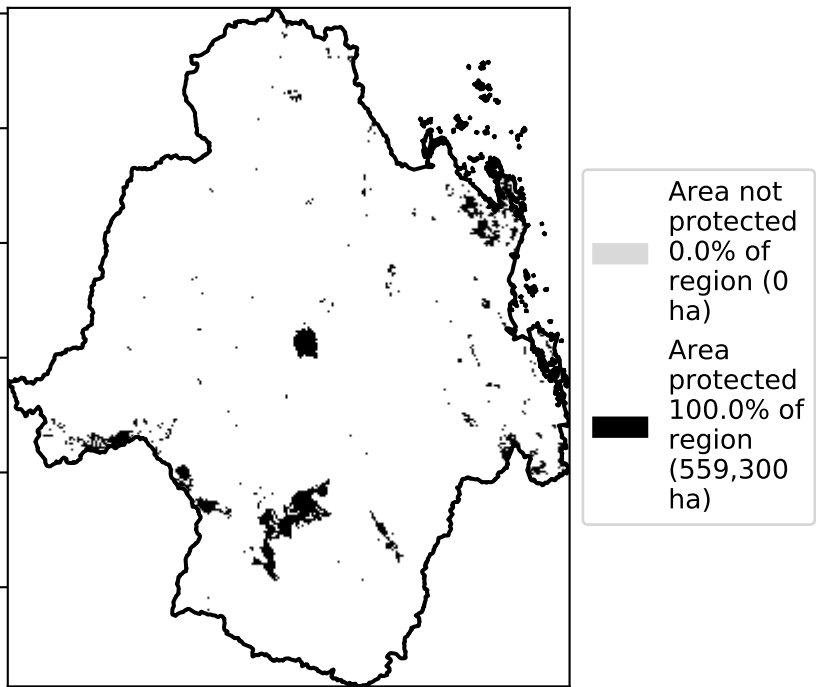 Area not
protected
0.0% of
region (0
ha)
Area
protected
100.0% of
region
(559,300
ha)